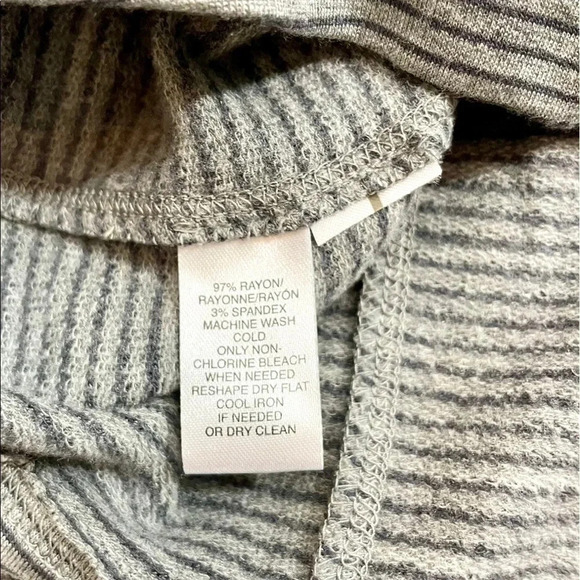 97% RAYON/
RAYONNE/RAYÓN
3% SPANDEX
MACHINE WASH
COLD
ONLY NON-
CHLORINE BLEACH
WHEN NEEDED
RESHAPE DRY FLAT
COOL IRON
IF NEEDED
OR DRY CLEAN